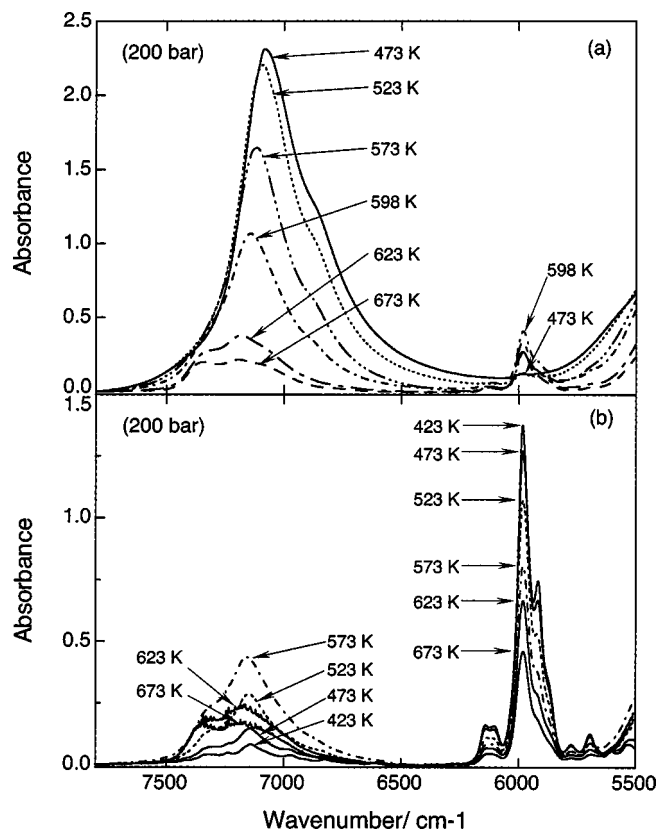 2.5
(200 bar)
(a)
473 K
2.0
523 K
1.5
573 K
Absorbance
598 K
1.0
623 K
598 K
0.5
673 K
473 K
0.0
1.5
(200 bar)
(b)
423 K
473 K
1.0
523 K
Absorbance
573 K
573 K
0.5
623 K
623 K
523 K
673 K
473 K
673 K
423 K
0.0
7500
7000
6500
6000
5500
Wavenumber/ cm-1